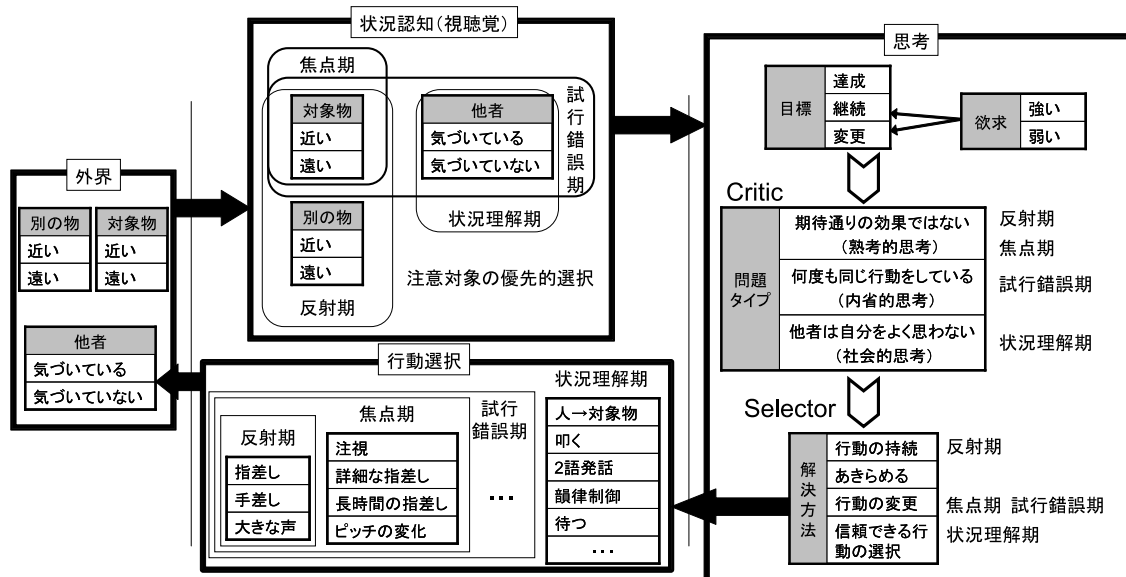 外界
別の物
近い
遠い
対象物
近い
遠い
他者
気づいている
気づいていない
状況認知(視聴覚)
焦点期
対象物
近い
遠い
他者
気づいている
気づいていない
試行錯誤期
状況理解期
別の物
近い
遠い
反射期
注意対象の優先的選択
思考
目標
達成
継続
変更
欲求
強い
弱い
Critic
問題
タイプ
期待通りの効果ではない
(熟考的思考)
何度も同じ行動をしている
(内省的思考)
他者は自分をよく思わない
(社会的思考)
反射期
焦点期
試行錯誤期
状況理解期
Selector
解決方法
行動の持続
あきらめる
行動の変更
信頼できる行
動の選択
反射期
焦点期 試行錯誤期
状況理解期
行動選択
反射期
指差し
手差し
大きな声
焦点期
注視
詳細な指差し
長時間の指差し
ピッチの変化
試行
錯誤期
…
状況理解期
人→対象物
叩く
2語発話
韻律制御
待つ
…